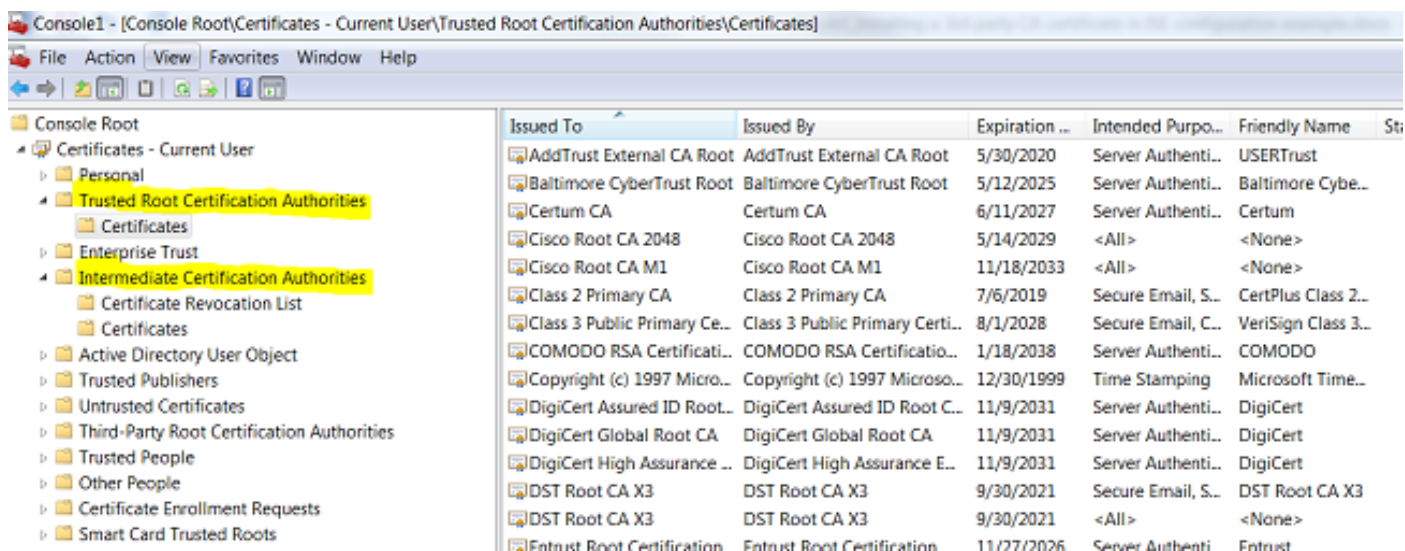 Console1 - [Console Root\Certificates - Current User\Trusted Root Certification Authorities\Certificates]
File Action View Favorites Window Help
Console Root
Certificates - Current User
Personal
Trusted Root Certification Authorities
Certificates
Enterprise Trust
Intermediate Certification Authorities
Certificate Revocation List
Certificates
Active Directory User Object
Trusted Publishers
Untrusted Certificates
Third-Party Root Certification Authorities
Trusted People
Other People
Certificate Enrollment Requests
Smart Card Trusted Roots
Issued To Issued By Expiration ... Intended Purpo... Friendly Name Sta
AddTrust External CA Root AddTrust External CA Root 5/30/2020 Server Authenti... USERTrust
Baltimore CyberTrust Root Baltimore CyberTrust Root 5/12/2025 Server Authenti... Baltimore Cybe...
Certum CA Certum CA 6/11/2027 Server Authenti... Certum
Cisco Root CA 2048 Cisco Root CA 2048 5/14/2029 <All> <None>
Cisco Root CA M1 Cisco Root CA M1 11/18/2033 <All> <None>
Class 2 Primary CA Class 2 Primary CA 7/6/2019 Secure Email, S... CertPlus Class 2...
Class 3 Public Primary Ce... Class 3 Public Primary Certi... 8/1/2028 Secure Email, C... VeriSign Class 3...
COMODO RSA Certificati... COMODO RSA Certificatio... 1/18/2038 Server Authenti... COMODO
Copyright (c) 1997 Micro... Copyright (c) 1997 Microso... 12/30/1999 Time Stamping Microsoft Time...
DigiCert Assured ID Root... DigiCert Assured ID Root C... 11/9/2031 Server Authenti... DigiCert
DigiCert Global Root CA DigiCert Global Root CA 11/9/2031 Server Authenti... DigiCert
DigiCert High Assurance ... DigiCert High Assurance E... 11/9/2031 Server Authenti... DigiCert
DST Root CA X3 DST Root CA X3 9/30/2021 Secure Email, S... DST Root CA X3
DST Root CA X3 DST Root CA X3 9/30/2021 <All> <None>
Entrust Root Certification Entrust Root Certification 11/27/2026 Server Authenti Entrust